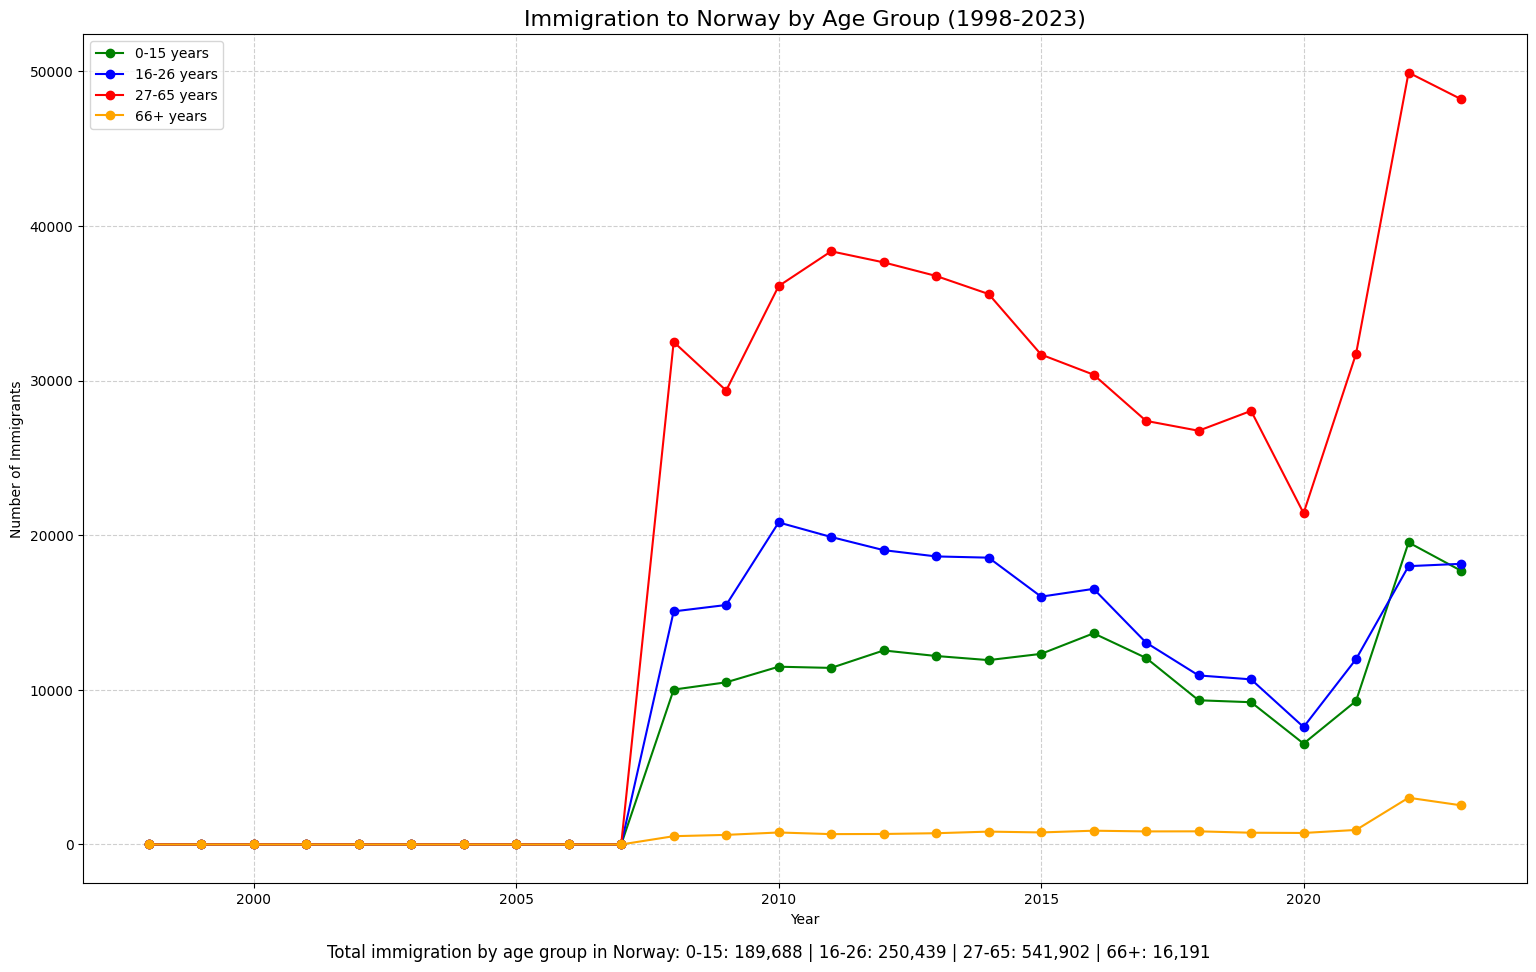 Immigration to Norway by Age Group (1998-2023)
0-15 years
16-26 years
27-65 years
66+ years
50000
40000
30000
20000
10000
0
Number of Immigrants
2000
2005
2010
2015
2020
Year
Total immigration by age group in Norway: 0-15: 189,688 | 16-26: 250,439 | 27-65: 541,902 | 66+: 16,191